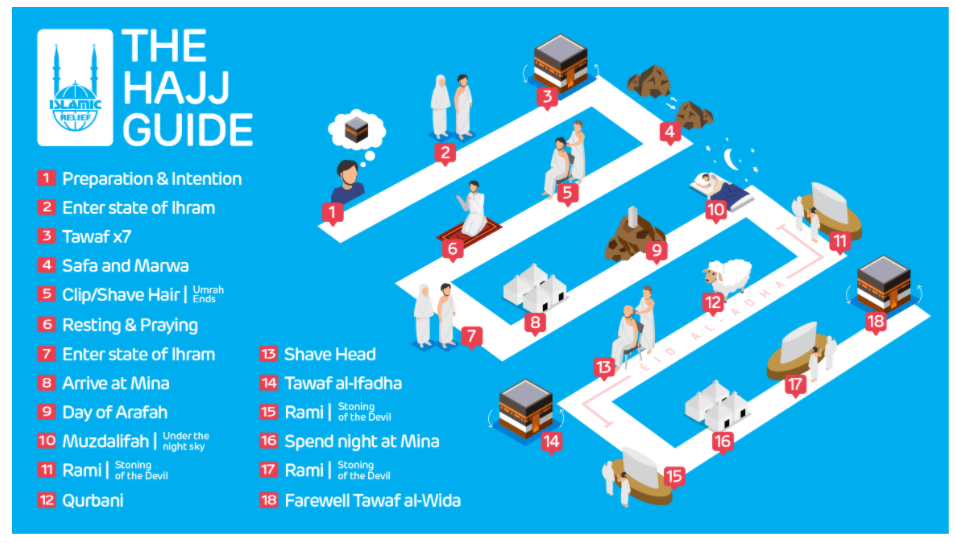 ISLAMIC
RELIEF
THE
HAJJ
GUIDE
1 Preparation & Intention
2 Enter state of Ihram
3 Tawaf x7
4 Safa and Marwa
5 Clip/Shave Hair | Umrah
Ends
6 Resting & Praying
7 Enter state of Ihram
8 Arrive at Mina
9 Day of Arafah
10 Muzdalifah | Under the
night sky
11 Rami | Stoning
of the Devil
12 Qurbani
13 Shave Head
14 Tawaf al-Ifadha
15 Rami | Stoning
of the Devil
16 Spend night at Mina
17 Rami | Stoning
of the Devil
18 Farewell Tawaf al-Wida
1
2
3
4
5
6
7
8
9
10
11
12
EID AL-ADHA
13
14
15
16
17
18